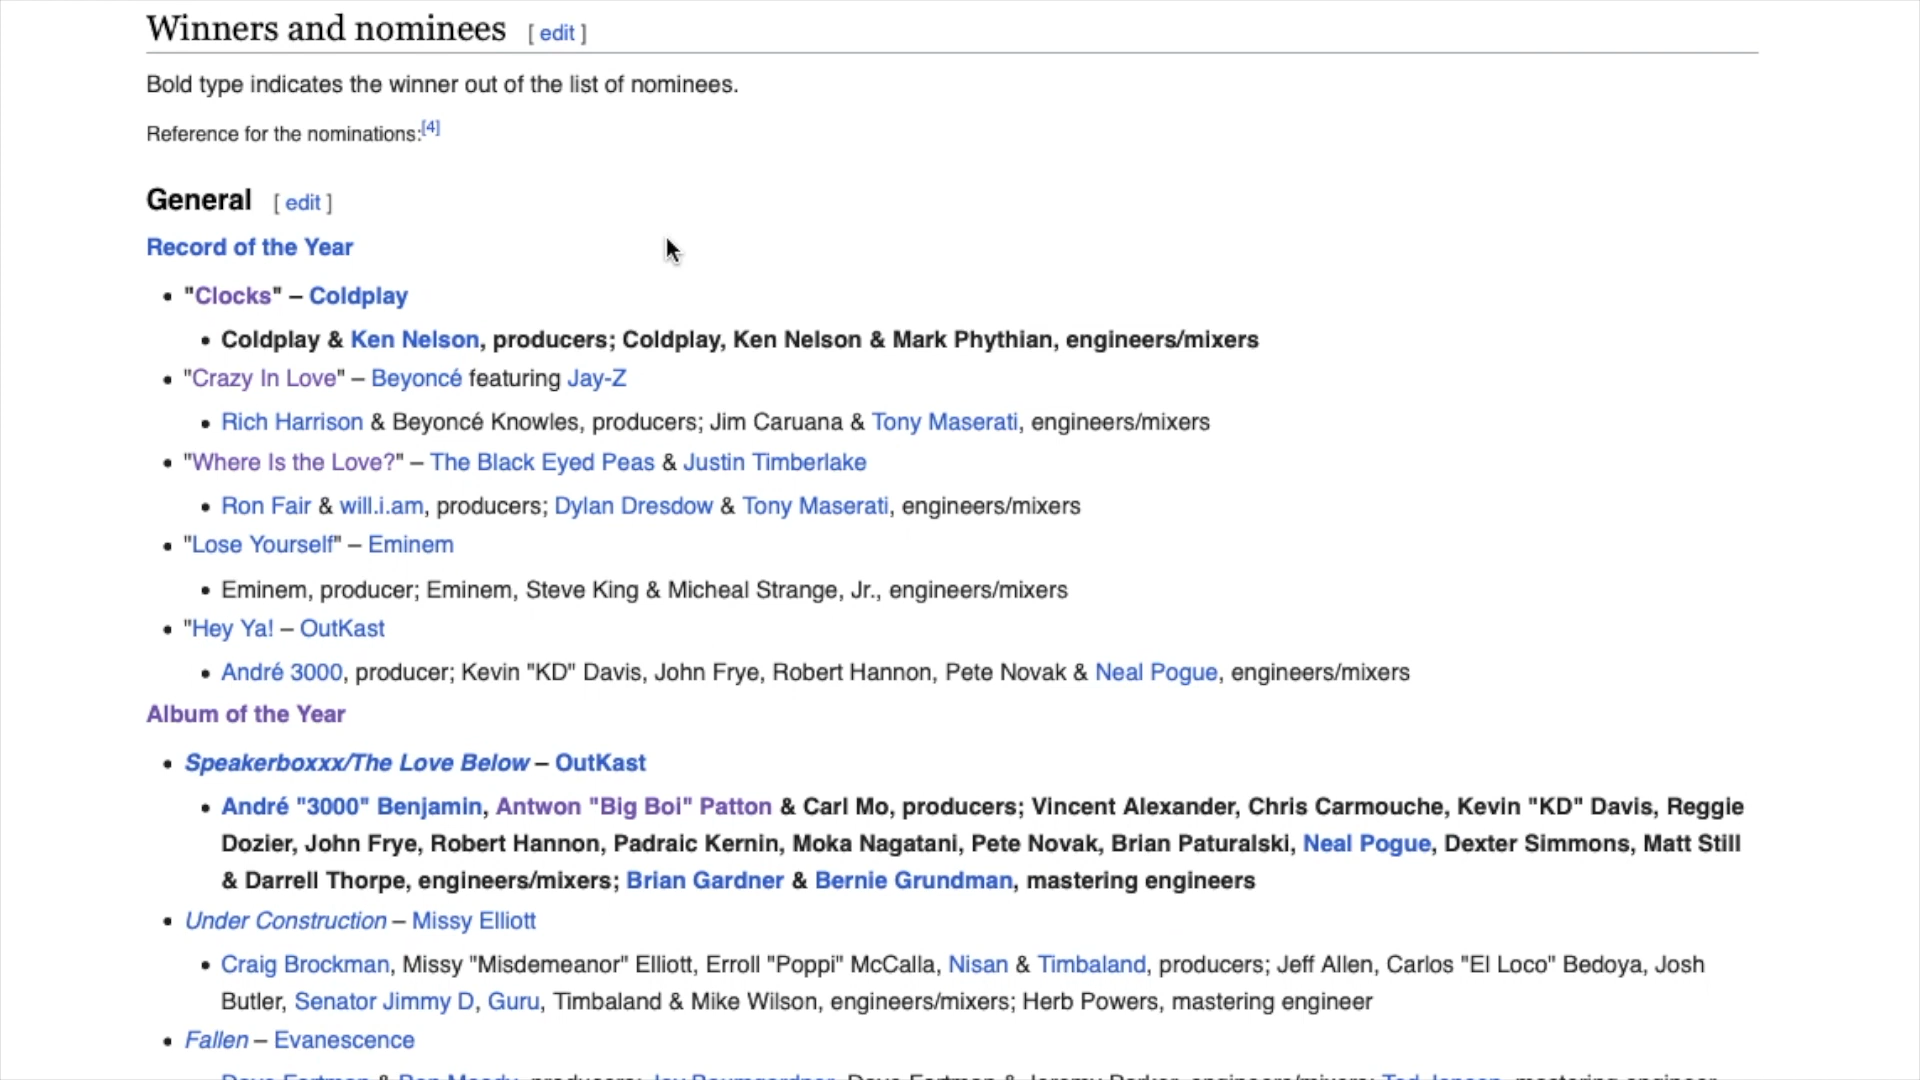 Winners and nominees [ edit ]
Bold type indicates the winner out of the list of nominees.
Reference for the nominations:[4]
General [ edit ]
Record of the Year
• "Clocks" – Coldplay
• Coldplay & Ken Nelson, producers; Coldplay, Ken Nelson & Mark Phythian, engineers/mixers
• "Crazy In Love" – Beyoncé featuring Jay-Z
• Rich Harrison & Beyoncé Knowles, producers; Jim Caruana & Tony Maserati, engineers/mixers
• "Where Is the Love?" – The Black Eyed Peas & Justin Timberlake
• Ron Fair & will.i.am, producers; Dylan Dresdow & Tony Maserati, engineers/mixers
• "Lose Yourself" – Eminem
• Eminem, producer; Eminem, Steve King & Micheal Strange, Jr., engineers/mixers
• "Hey Ya! – OutKast
• André 3000, producer; Kevin "KD" Davis, John Frye, Robert Hannon, Pete Novak & Neal Pogue, engineers/mixers
Album of the Year
• Speakerboxxx/The Love Below – OutKast
• André "3000" Benjamin, Antwon "Big Boi" Patton & Carl Mo, producers; Vincent Alexander, Chris Carmouche, Kevin "KD" Davis, Reggie
Dozier, John Frye, Robert Hannon, Padraic Kernin, Moka Nagatani, Pete Novak, Brian Paturalski, Neal Pogue, Dexter Simmons, Matt Still
& Darrell Thorpe, engineers/mixers; Brian Gardner & Bernie Grundman, mastering engineers
• Under Construction – Missy Elliott
• Craig Brockman, Missy "Misdemeanor" Elliott, Erroll "Poppi" McCalla, Nisan & Timbaland, producers; Jeff Allen, Carlos "El Loco" Bedoya, Josh
Butler, Senator Jimmy D, Guru, Timbaland & Mike Wilson, engineers/mixers; Herb Powers, mastering engineer
• Fallen – Evanescence